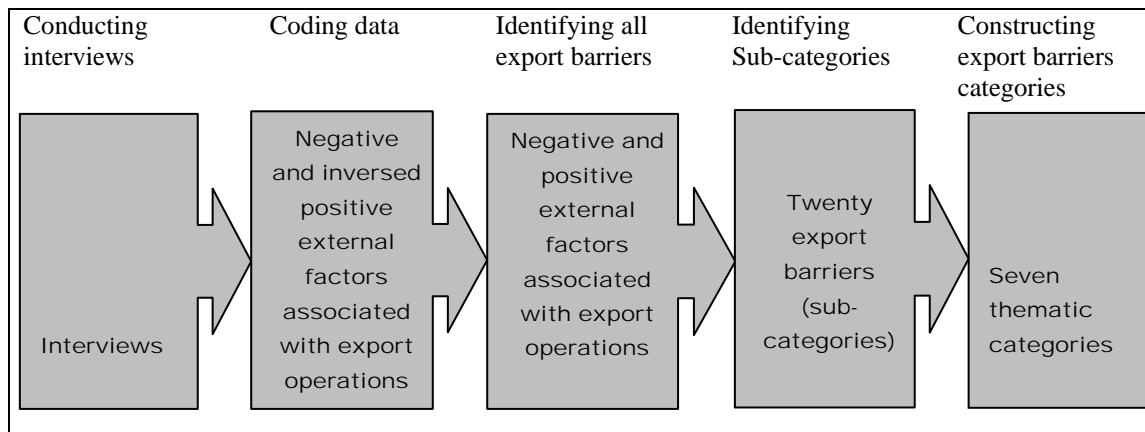 Conducting
interviews
Coding data
Identifying all
export barriers
Identifying
Sub-categories
Constructing
export barriers
categories
Interviews
Negative
and inversed
positive
external
factors
associated
with export
operations
Negative and
positive
external
factors
associated
with export
operations
Twenty
export
barriers
(sub-
categories)
Seven
thematic
categories